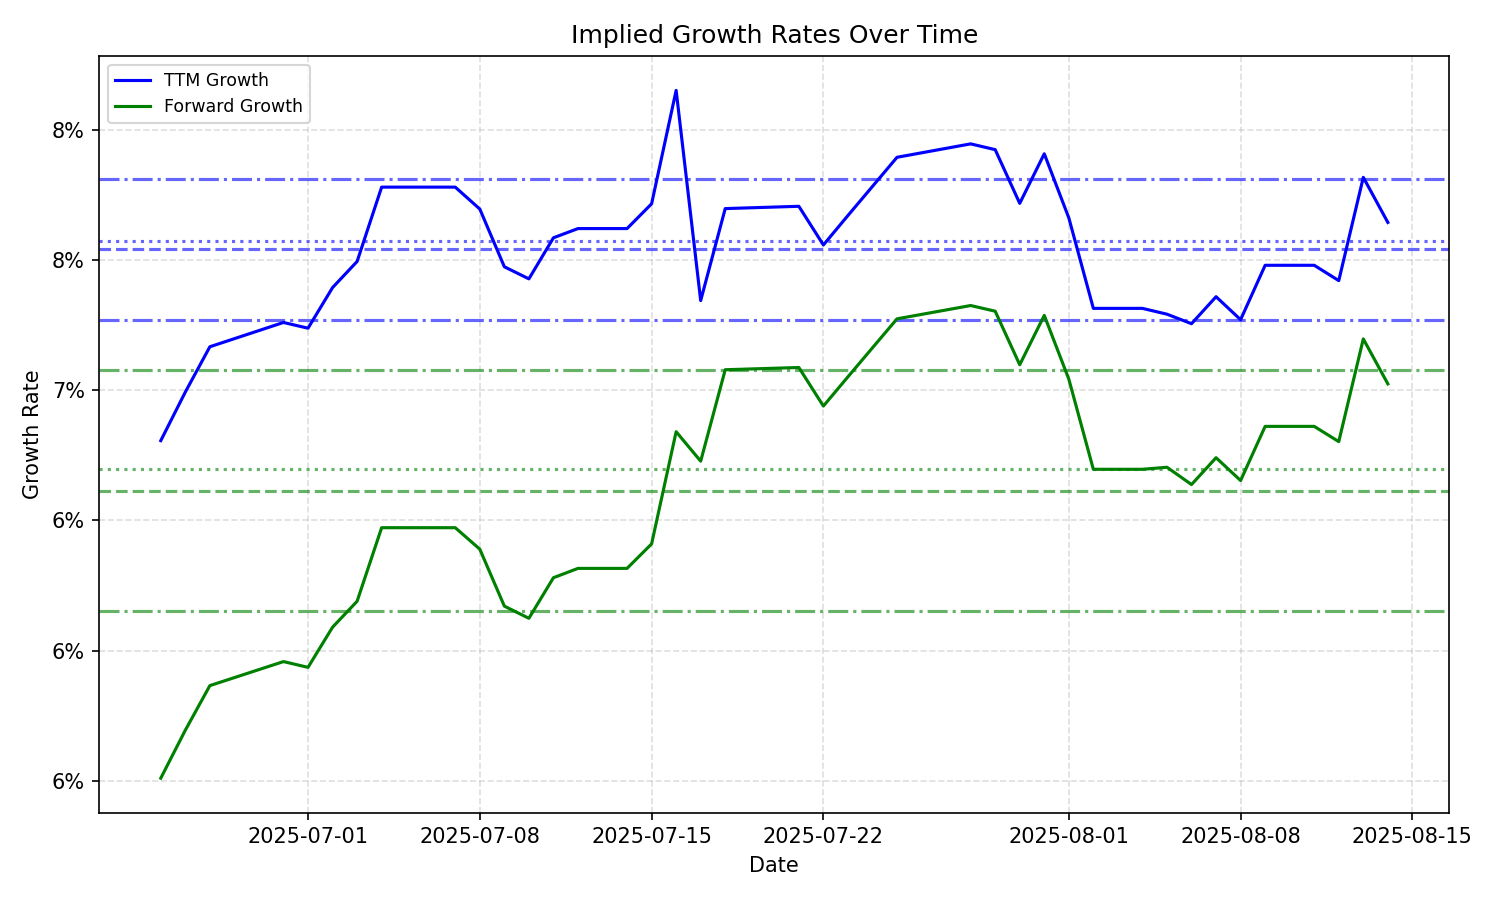 Implied Growth Rates Over Time
TTM Growth
Forward Growth
8%
8%
7%
6%
6%
6%
Growth Rate
2025-07-01
2025-07-08
2025-07-15
2025-07-22
2025-08-01
2025-08-08
2025-08-15
Date